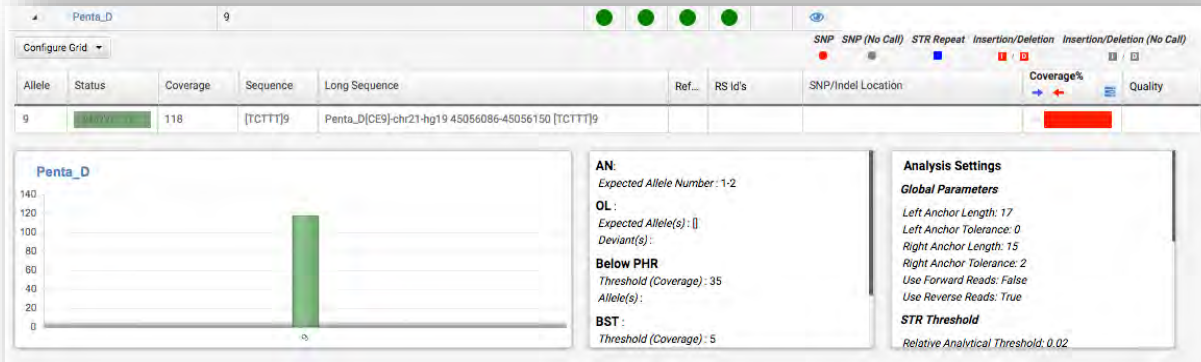 Penta_D 9
Configure Grid
SNP SNP (No Call) STR Repeat Insertion/Deletion Insertion/Deletion (No Call)
I / D I / D
Allele Status Coverage Sequence Long Sequence Ref... RS Id's SNP/Indel Location Coverage% Quality
9 118 [TCTTT]9 Penta_D[CE9]-chr21-hg19 45056086-45056150 [TCTTT]9
Penta_D
140
120
100
80
60
40
20
0
9
AN:
Expected Allele Number : 1-2
OL :
Expected Allele(s) : []
Deviant(s) :
Below PHR
Threshold (Coverage) : 35
Allele(s) :
BST :
Threshold (Coverage) : 5
Analysis Settings
Global Parameters
Left Anchor Length: 17
Left Anchor Tolerance: 0
Right Anchor Length: 15
Right Anchor Tolerance: 2
Use Forward Reads: False
Use Reverse Reads: True
STR Threshold
Relative Analytical Threshold: 0.02